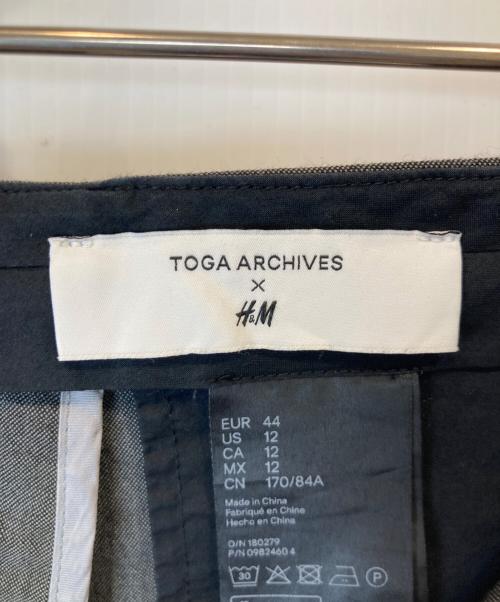 TOGA ARCHIVES
×
H&M
EUR 44
US 12
CA 12
MX 12
CN 170/84A
Made in China
Fabriqué en Chine
Hecho en China
O/N 180279
P/N 0982460 4
30
P